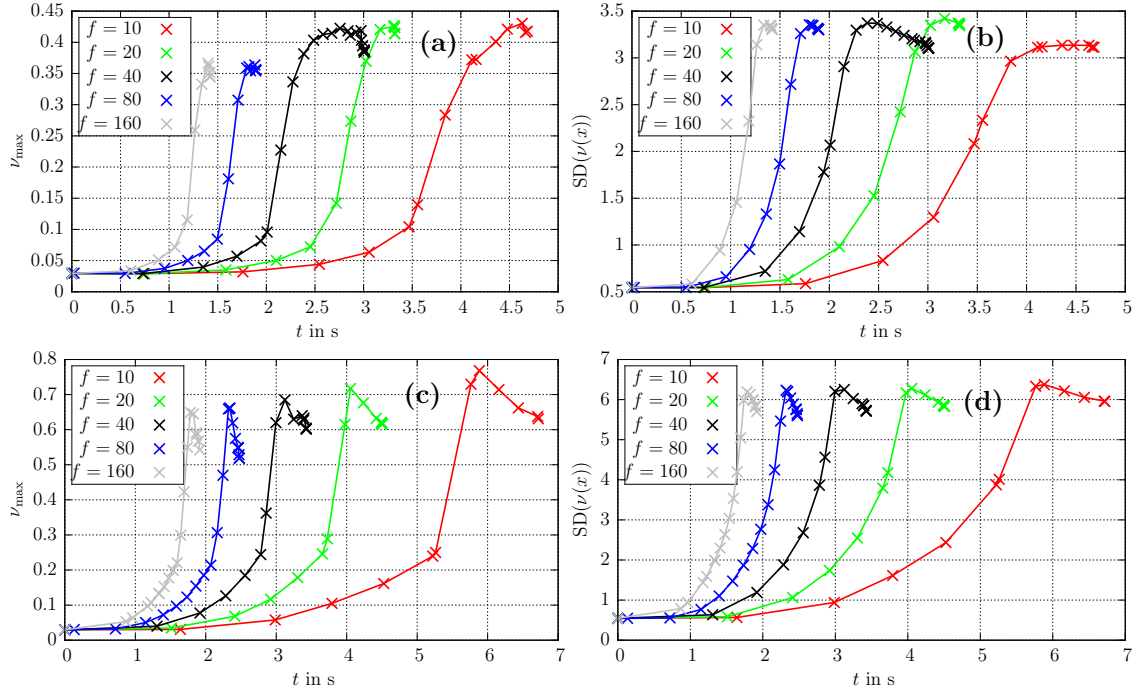 0.45
0.4
0.35
0.3
0.25
0.2
0.15
0.1
0.05
0
ν_max
f = 10
f = 20
f = 40
f = 80
f = 160
(a)
0 0.5 1 1.5 2 2.5 3 3.5 4 4.5 5
t in s
3.5
3
2.5
2
1.5
1
0.5
SD(ν(x))
f = 10
f = 20
f = 40
f = 80
f = 160
(b)
0 0.5 1 1.5 2 2.5 3 3.5 4 4.5 5
t in s
0.8
0.7
0.6
0.5
0.4
0.3
0.2
0.1
0
ν_max
f = 10
f = 20
f = 40
f = 80
f = 160
(c)
0 1 2 3 4 5 6 7
t in s
7
6
5
4
3
2
1
0
SD(ν(x))
f = 10
f = 20
f = 40
f = 80
f = 160
(d)
0 1 2 3 4 5 6 7
t in s